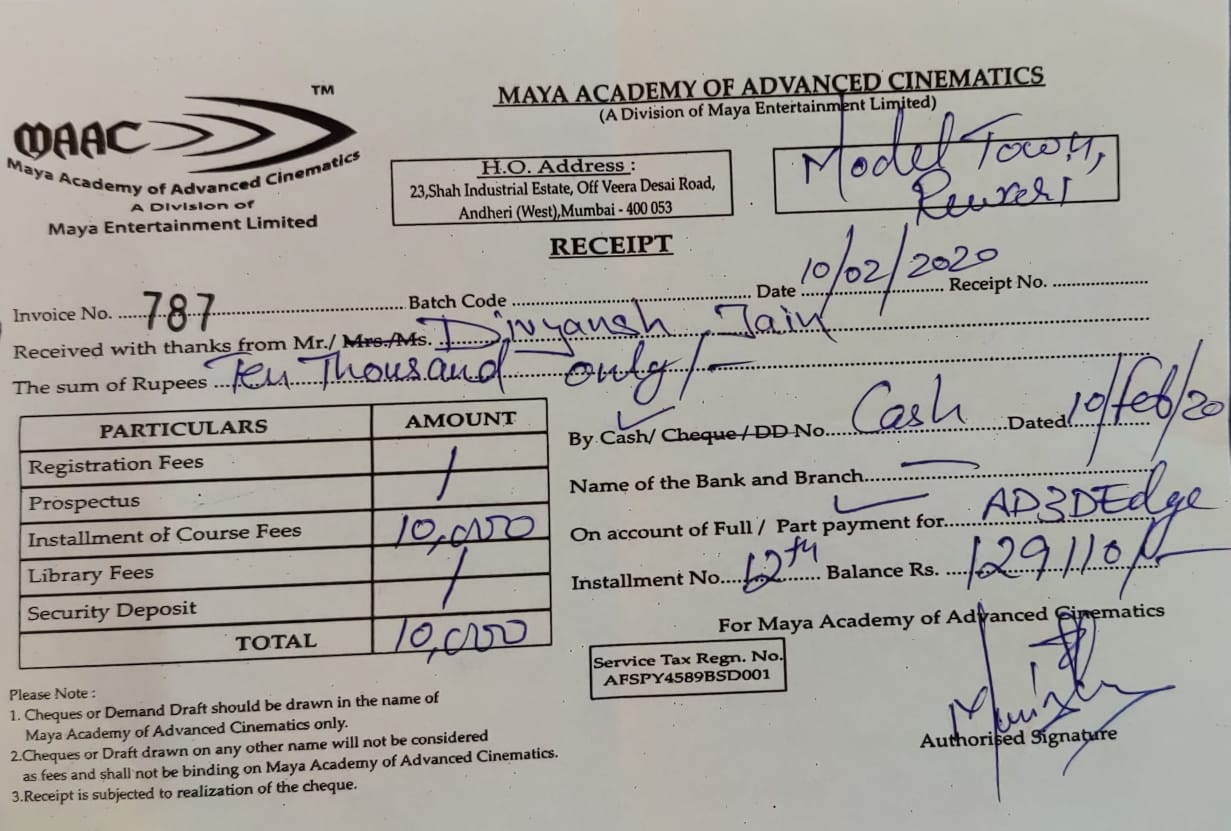 MAAC
TM
Maya Academy of Advanced Cinematics
A Division of
Maya Entertainment Limited
MAYA ACADEMY OF ADVANCED CINEMATICS
(A Division of Maya Entertainment Limited)
H.O. Address :
23,Shah Industrial Estate, Off Veera Desai Road,
Andheri (West),Mumbai - 400 053
Model Town,
Rewari
RECEIPT
Invoice No. 787 Batch Code Date 10/02/2020 Receipt No.
Received with thanks from Mr./ Mrs./Ms. Divyansh Jain
The sum of Rupees Ten Thousand only/-
PARTICULARS AMOUNT
Registration Fees /
Prospectus
Installment of Course Fees 10,000
Library Fees /
Security Deposit
TOTAL 10,000
By Cash/ Cheque/DD No. Cash Dated 10/Feb/20
Name of the Bank and Branch
On account of Full / Part payment for AD3DEdge
Installment No. 12th Balance Rs. 129110/-
For Maya Academy of Advanced Cinematics
Service Tax Regn. No.
AFSPY4589BSD001
Authorised Signature
Please Note :
1. Cheques or Demand Draft should be drawn in the name of
Maya Academy of Advanced Cinematics only.
2.Cheques or Draft drawn on any other name will not be considered
as fees and shall not be binding on Maya Academy of Advanced Cinematics.
3.Receipt is subjected to realization of the cheque.